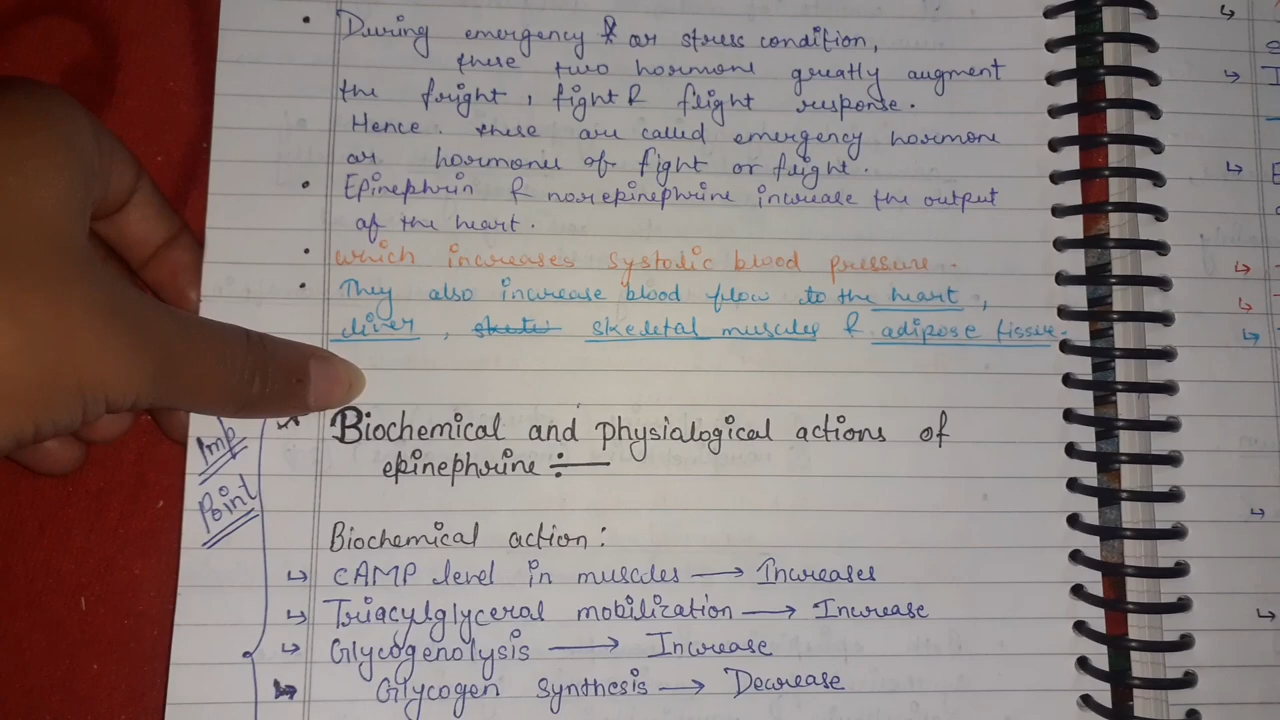 • During emergency or stress condition,
these two hormone greatly augment
the fright, fight & flight response.
Hence. these are called emergency hormone
or hormones of fight or flight.
• Epinephrin & norepinephrine increase the output
of the heart.
• which increases systolic blood pressure.
• They also increase blood flow to the heart,
liver, skeletal muscles & adipose tissue.
Imp
Point
Biochemical and physialogical actions of
epinephrine :—
Biochemical action:
↳ CAMP level in muscles → Increases
↳ Triacylglyceral mobilization → Increase
↳ Glycogenolysis → Increase
↳ Glycogen synthesis → Decrease